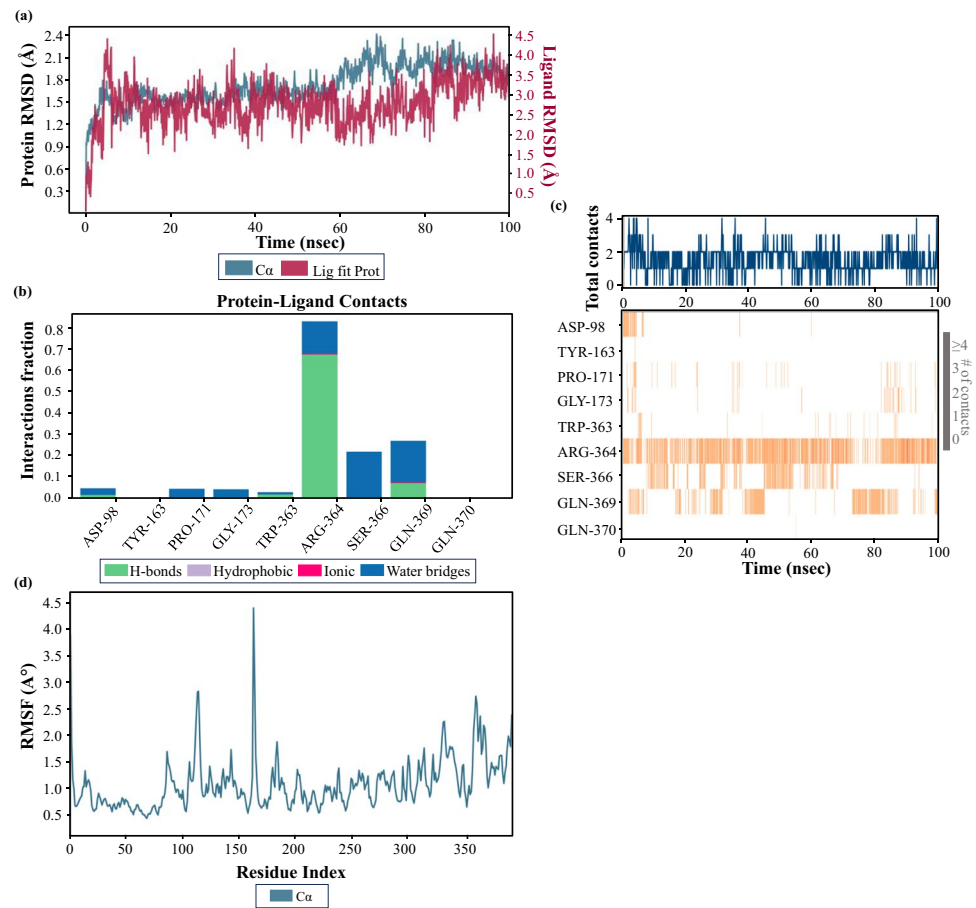 (a)
Protein RMSD (Å)
2.4
2.1
1.8
1.5
1.2
0.9
0.6
0.3
4.5
4.0
3.5
3.0
2.5
2.0
1.5
1.0
0.5
Ligand RMSD (Å)
0 20 40 60 80 100
Time (nsec)
Cα Lig fit Prot
(b)
Protein-Ligand Contacts
Interactions fraction
0.8
0.7
0.6
0.5
0.4
0.3
0.2
0.1
0.0
ASP-98
TYR-163
PRO-171
GLY-173
TRP-363
ARG-364
SER-366
GLN-369
GLN-370
H-bonds Hydrophobic Ionic Water bridges
(c)
Total contacts
4
2
0
0 20 40 60 80 100
ASP-98
TYR-163
PRO-171
GLY-173
TRP-363
ARG-364
SER-366
GLN-369
GLN-370
0 20 40 60 80 100
Time (nsec)
≥4
3
2
1
0
# of contacts
(d)
RMSF (A°)
4.5
4.0
3.5
3.0
2.5
2.0
1.5
1.0
0.5
0 50 100 150 200 250 300 350
Residue Index
Cα